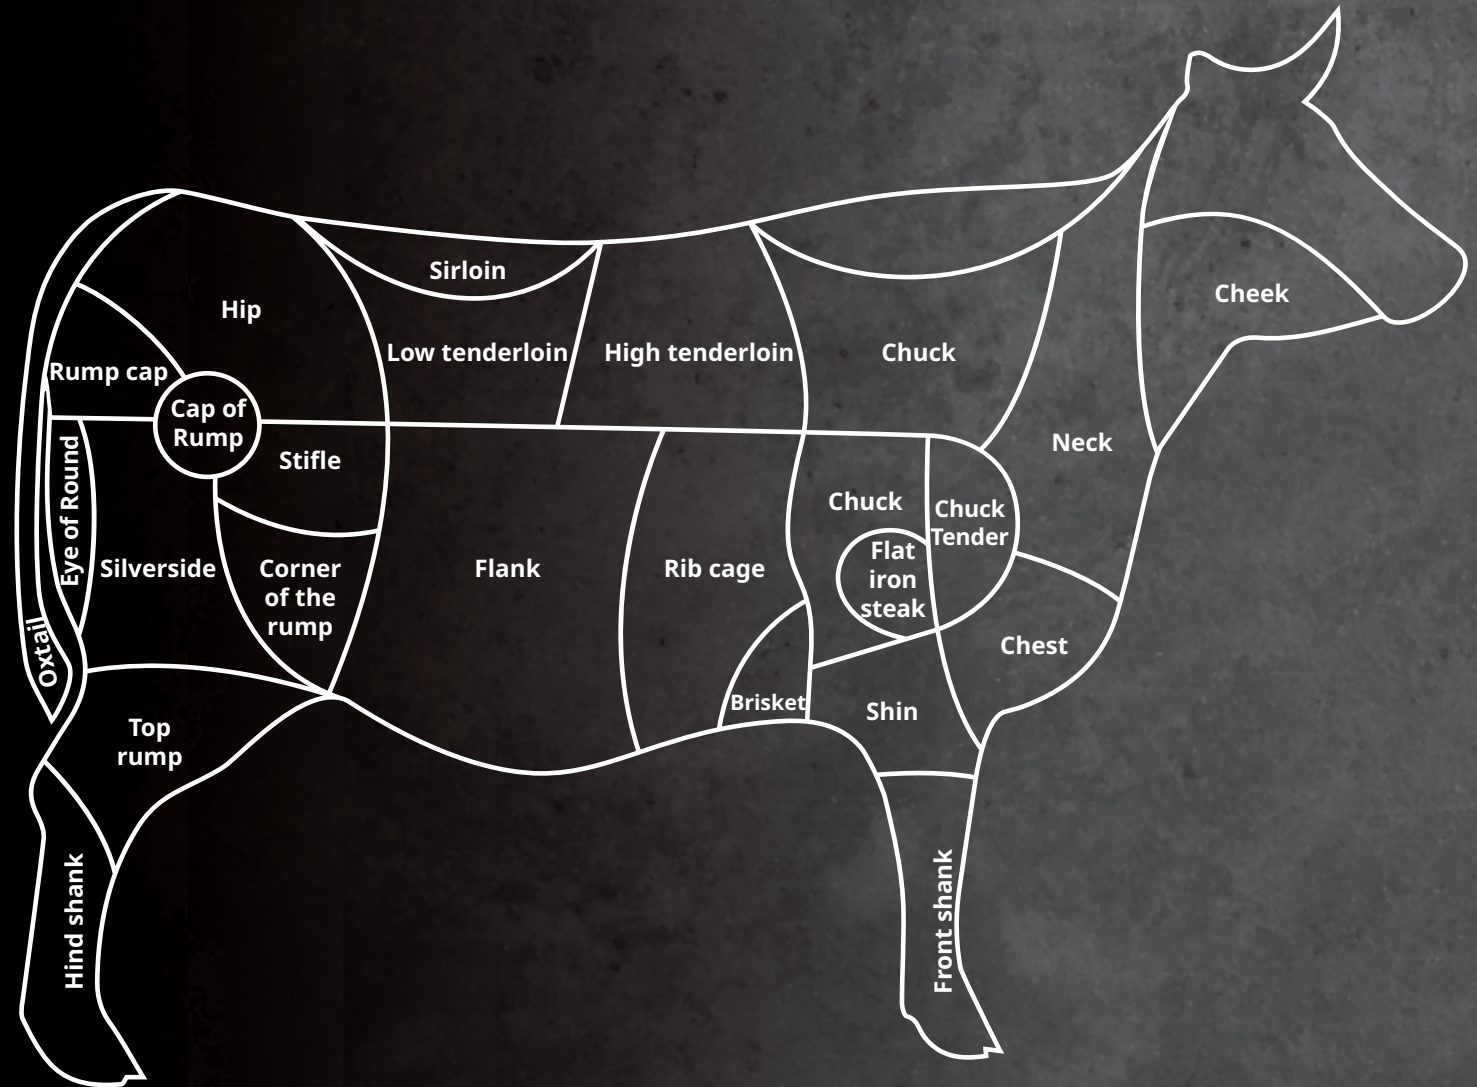 Sirloin
Cheek
Hip
Low tenderloin
High tenderloin
Chuck
Rump cap
Cap of
Rump
Neck
Stifle
Eye of Round
Chuck
Chuck
Tender
Silverside
Corner
of the
rump
Flank
Rib cage
Flat
iron
steak
Oxtail
Chest
Brisket
Shin
Top
rump
Hind shank
Front shank